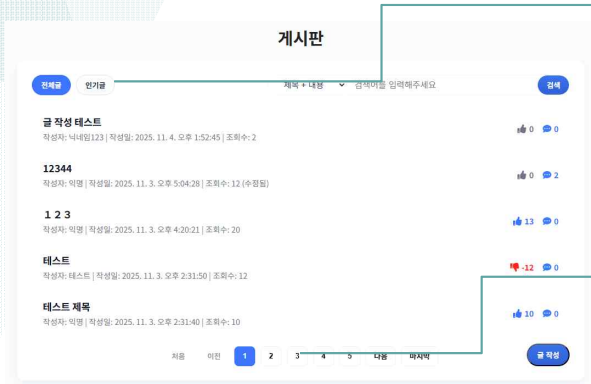 게시판
전체글 인기글 제목 + 내용 검색어를 입력해주세요 검색
글 작성 테스트
작성자: 닉네임123 | 작성일: 2025. 11. 4. 오후 1:52:45 | 조회수: 2
0 0
12344
작성자: 익명 | 작성일: 2025. 11. 3. 오후 5:04:28 | 조회수: 12 (수정됨)
0 2
1 2 3
작성자: 익명 | 작성일: 2025. 11. 3. 오후 4:20:21 | 조회수: 20
13 0
테스트
작성자: 테스트 | 작성일: 2025. 11. 3. 오후 2:31:50 | 조회수: 12
-12 0
테스트 제목
작성자: 익명 | 작성일: 2025. 11. 3. 오후 2:31:40 | 조회수: 10
10 0
처음 이전 1 2 3 4 5 다음 마지막 글 작성